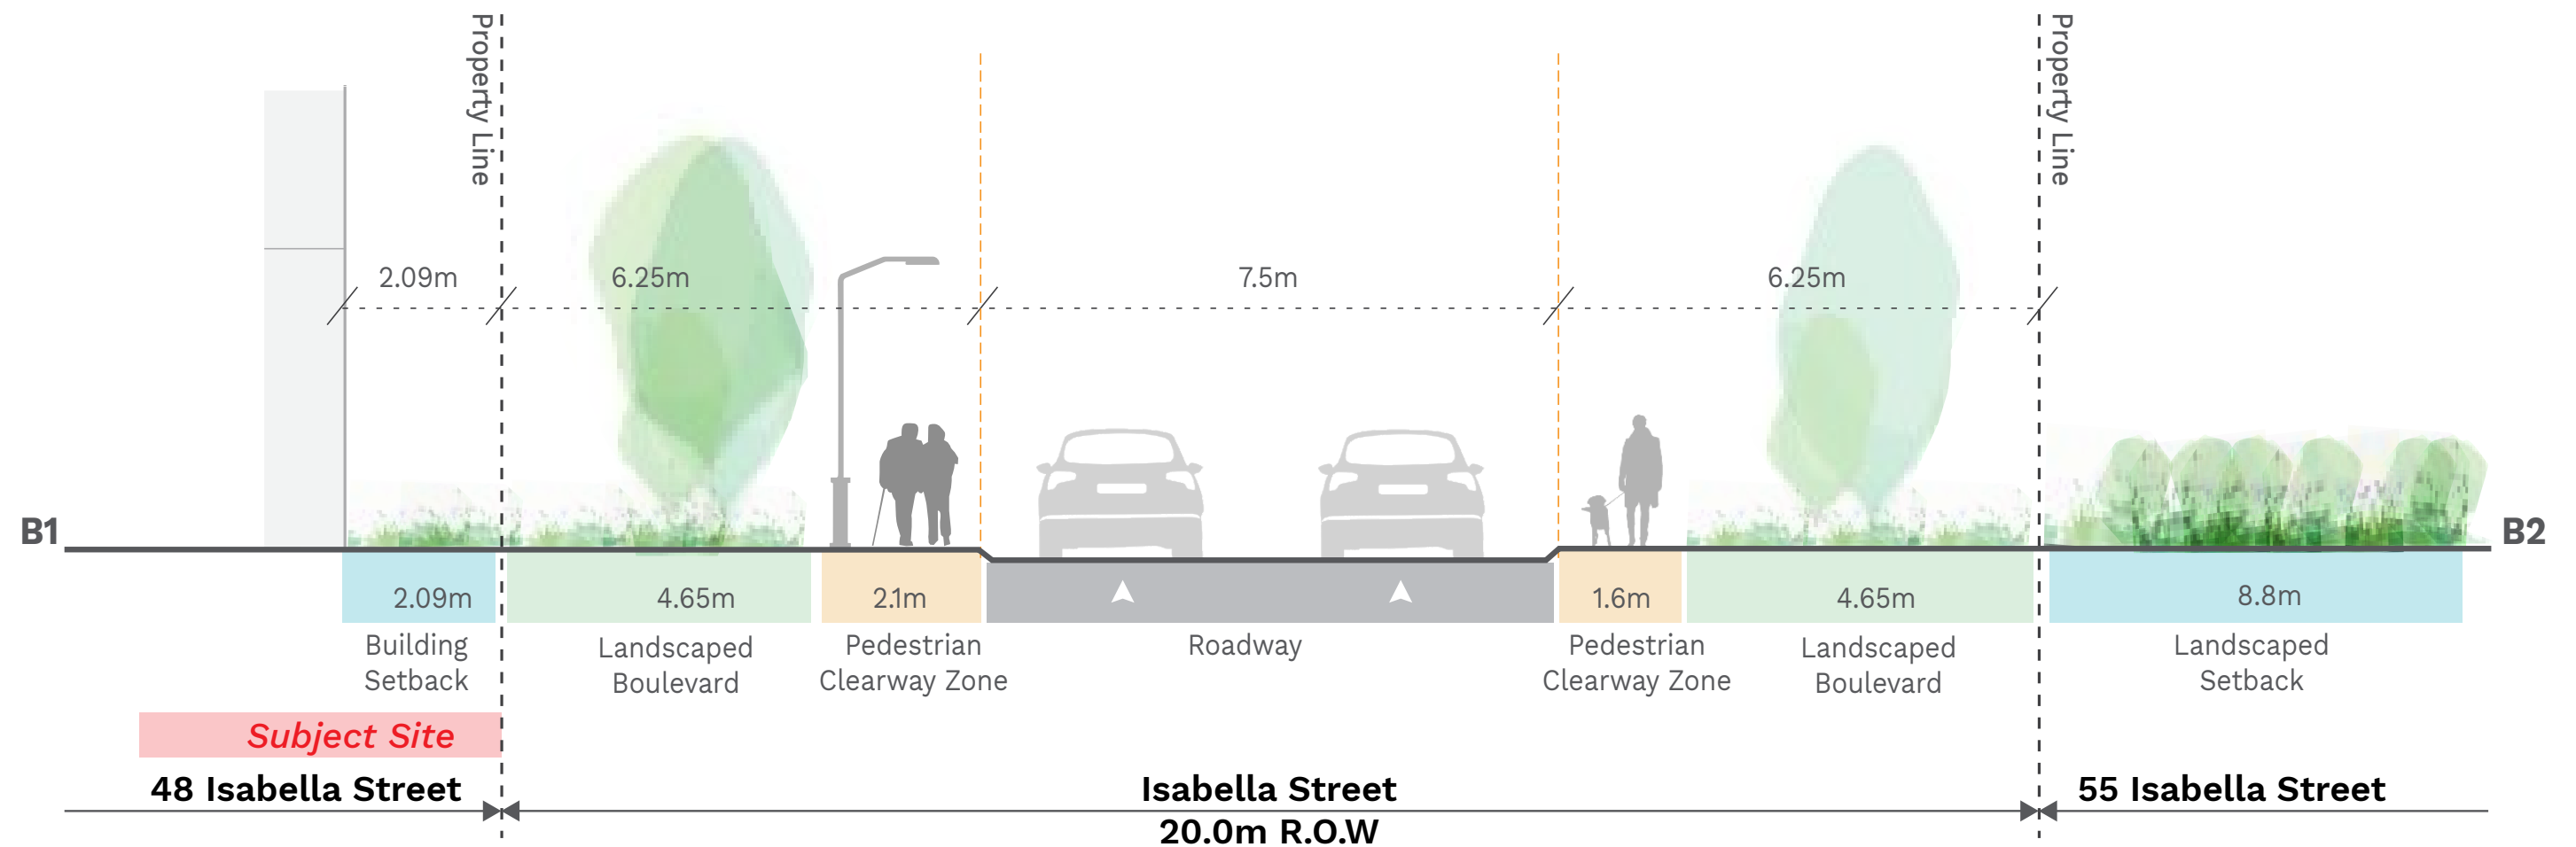 Property Line
Property Line
2.09m
6.25m
7.5m
6.25m
B1
B2
2.09m
4.65m
2.1m
1.6m
4.65m
8.8m
Building
Setback
Landscaped
Boulevard
Pedestrian
Clearway Zone
Roadway
Pedestrian
Clearway Zone
Landscaped
Boulevard
Landscaped
Setback
Subject Site
48 Isabella Street
Isabella Street
55 Isabella Street
20.0m R.O.W